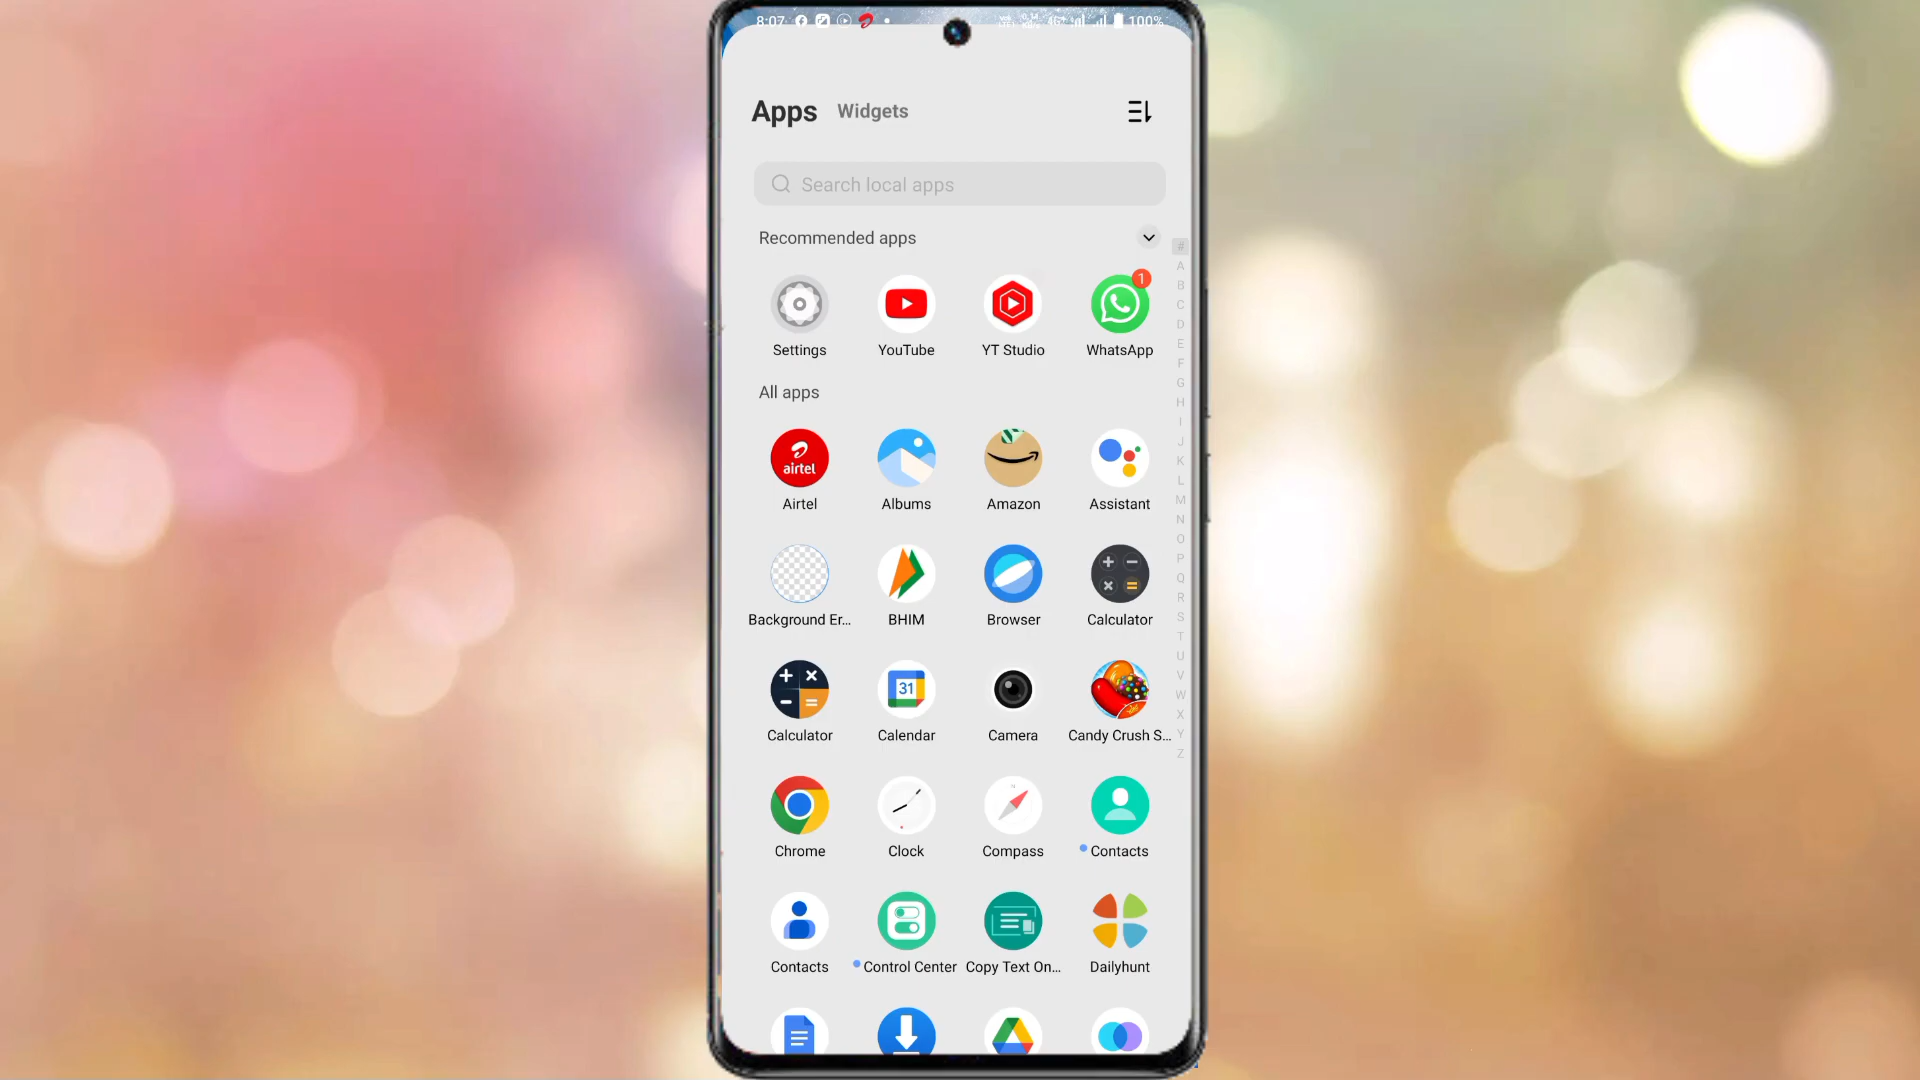 8:07 100%
Apps Widgets
Search local apps
Recommended apps
#
A
B
C
D
E
F
G
H
I
J
K
L
M
N
O
P
Q
R
S
T
U
V
W
X
Y
Z
1
Settings YouTube YT Studio WhatsApp
All apps
airtel
Airtel Albums Amazon Assistant
Background Er... BHIM Browser Calculator
31
Calculator Calendar Camera Candy Crush S...
Chrome Clock Compass Contacts
Contacts Control Center Copy Text On... Dailyhunt